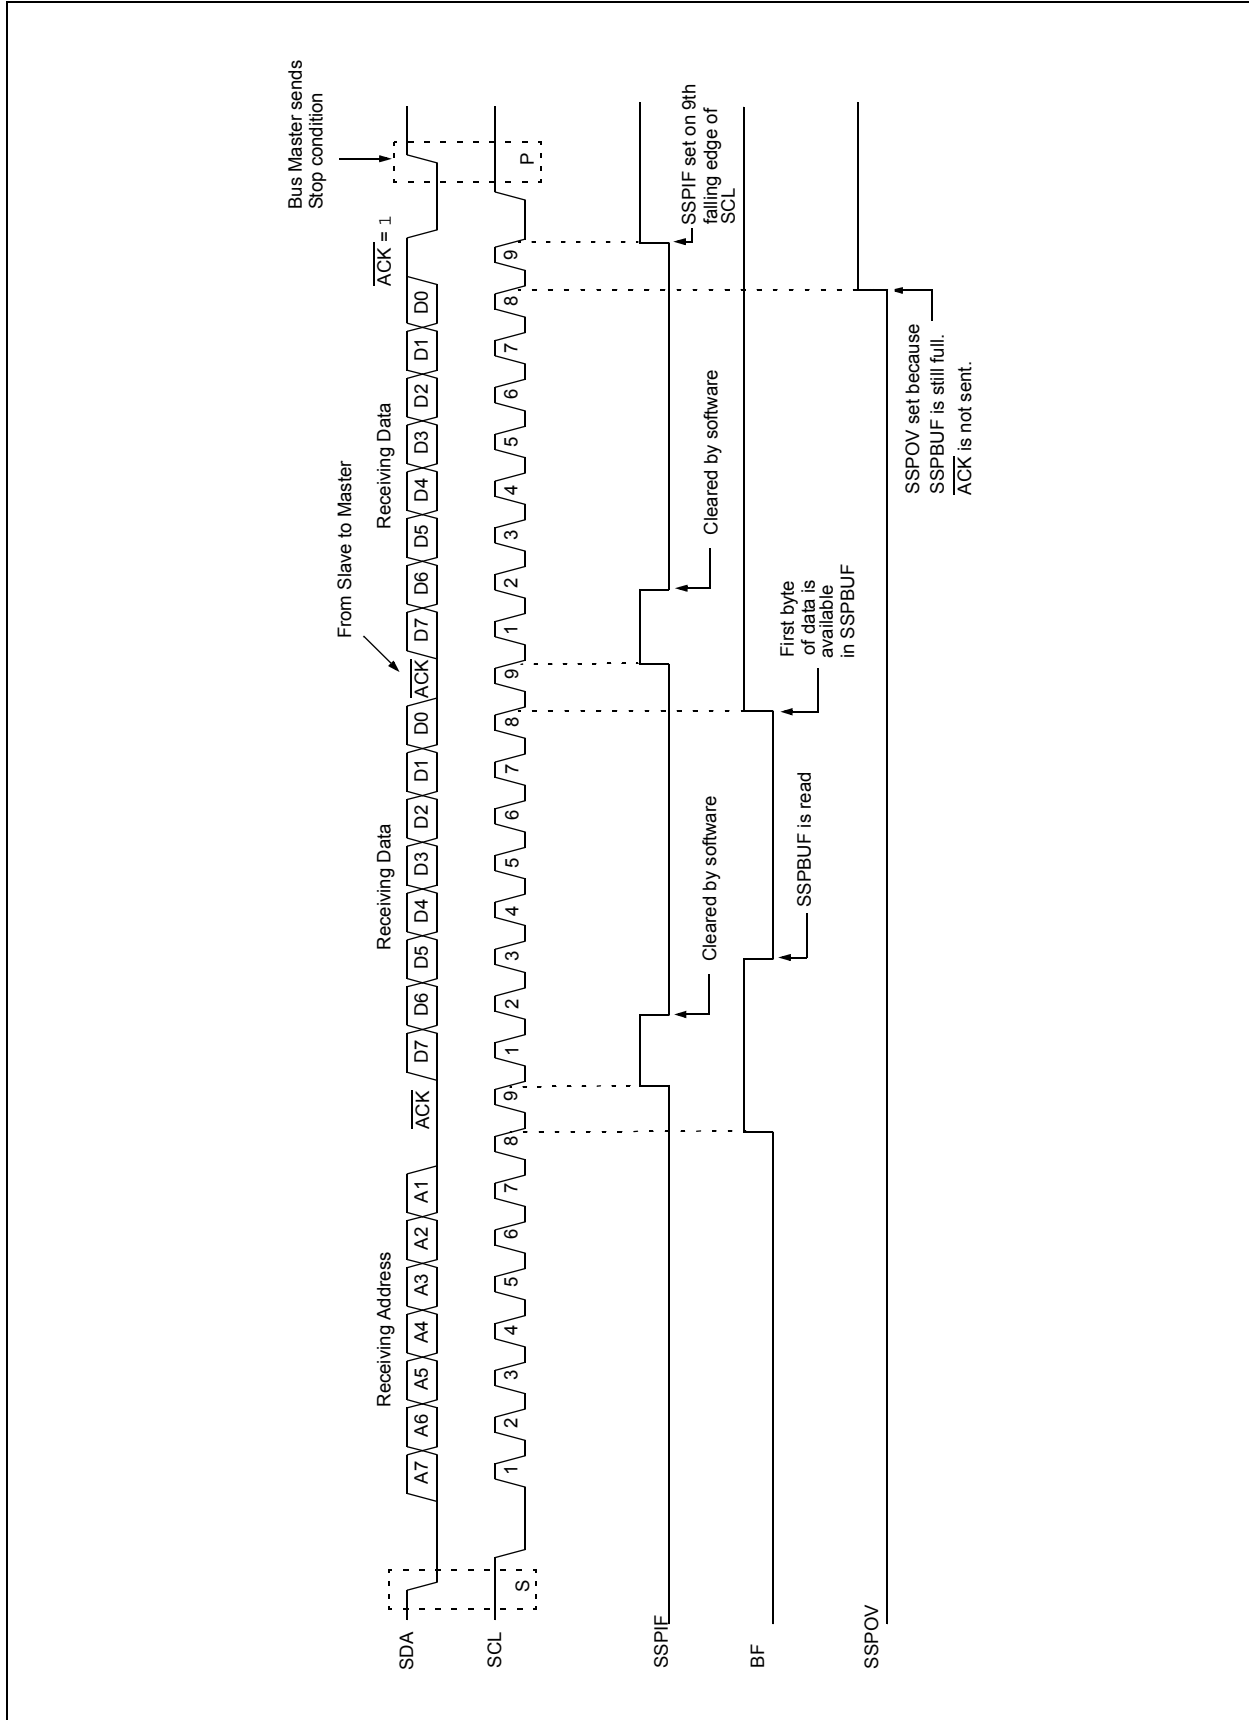 Bus Master sends
Stop condition
From Slave to Master
Receiving Address
Receiving Data
Receiving Data
A̅C̅K̅ = 1
SDA
A7 A6 A5 A4 A3 A2 A1
A̅C̅K̅
D7 D6 D5 D4 D3 D2 D1 D0
A̅C̅K̅
D7 D6 D5 D4 D3 D2 D1 D0
SCL
S
1 2 3 4 5 6 7 8 9
1 2 3 4 5 6 7 8 9
1 2 3 4 5 6 7 8 9
P
SSPIF
Cleared by software
Cleared by software
SSPIF set on 9th
falling edge of
SCL
BF
SSPBUF is read
First byte
of data is
available
in SSPBUF
SSPOV
SSPOV set because
SSPBUF is still full.
A̅C̅K̅ is not sent.